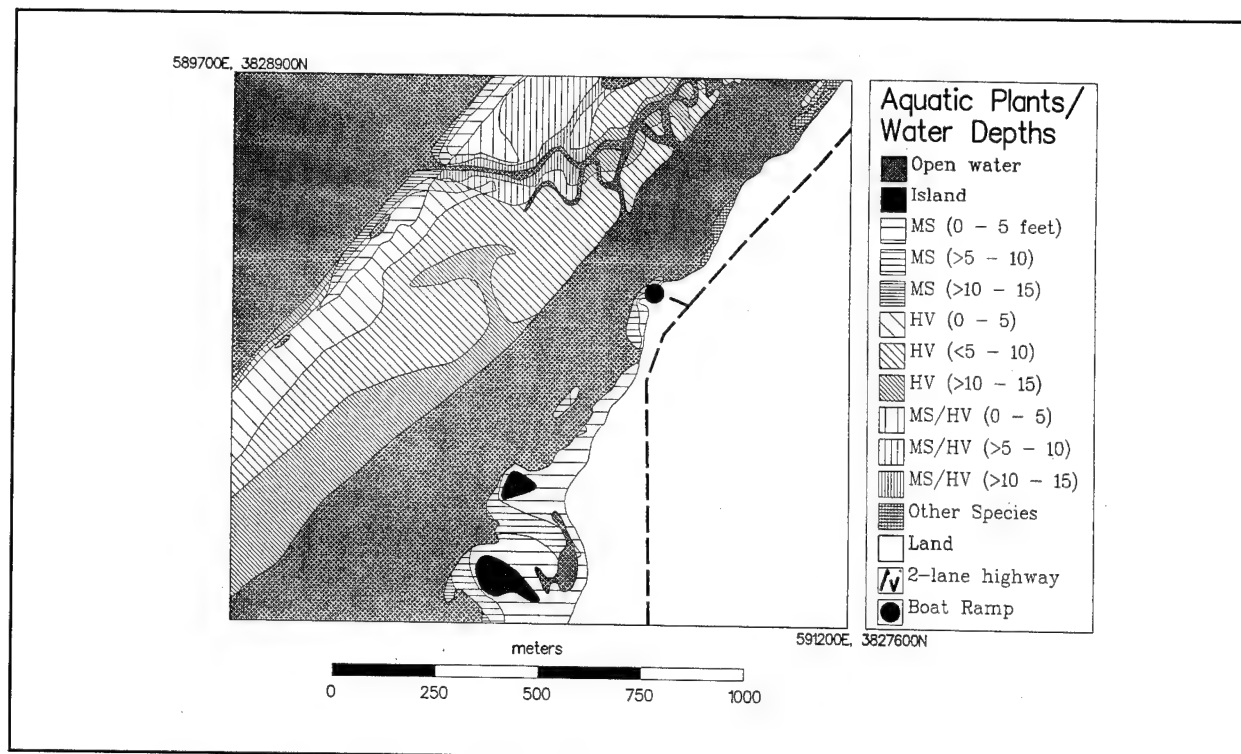 589700E, 3828900N
Aquatic Plants/
Water Depths
Open water
Island
MS (0 - 5 feet)
MS (>5 - 10)
MS (>10 - 15)
HV (0 - 5)
HV (<5 - 10)
HV (>10 - 15)
MS/HV (0 - 5)
MS/HV (>5 - 10)
MS/HV (>10 - 15)
Other Species
Land
2-lane highway
Boat Ramp
591200E, 3827600N
meters
0 250 500 750 1000